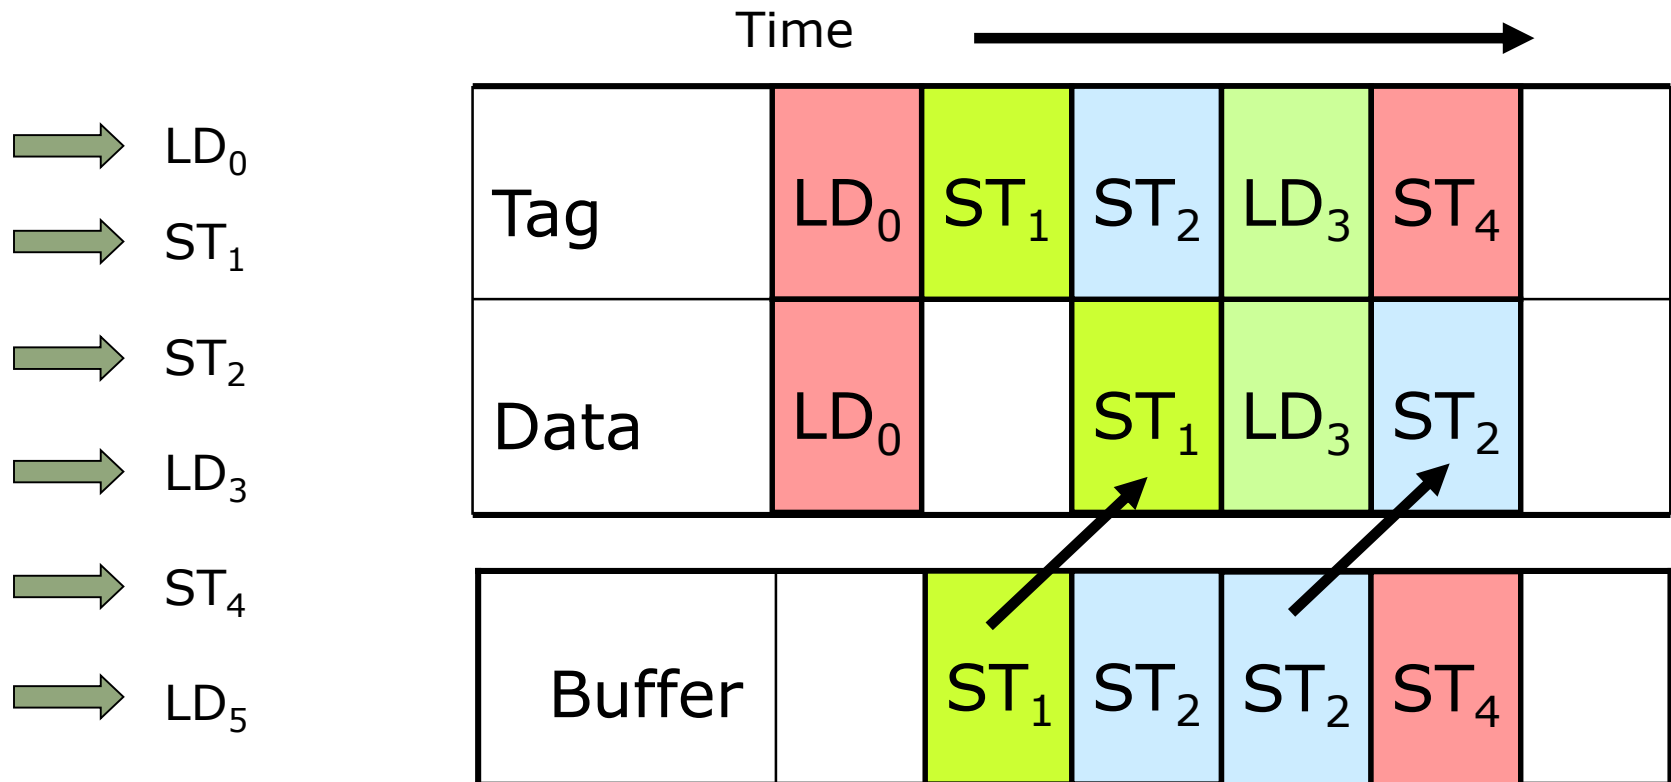 Time
LD₀
ST₁
ST₂
LD₃
ST₄
LD₅
Tag LD₀ ST₁ ST₂ LD₃ ST₄
Data LD₀ ST₁ LD₃ ST₂
Buffer ST₁ ST₂ ST₂ ST₄